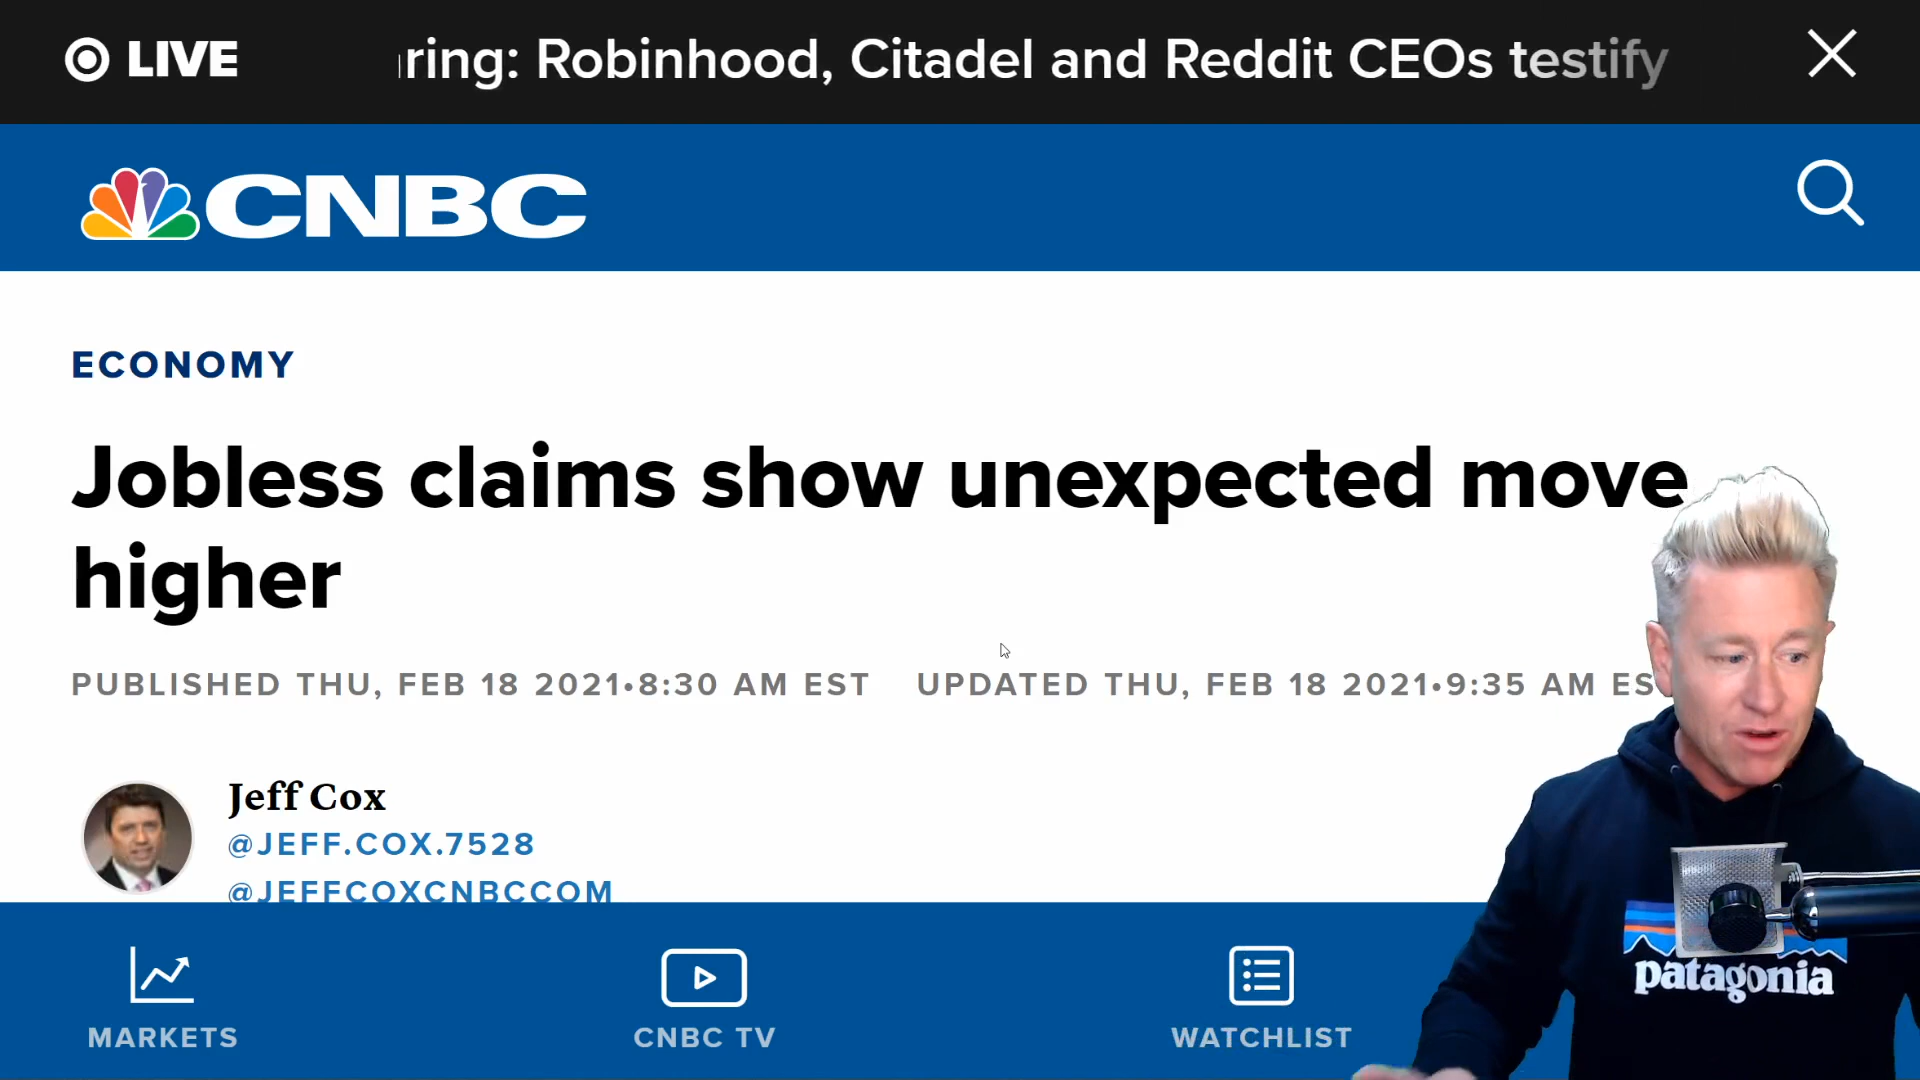 LIVE
ring: Robinhood, Citadel and Reddit CEOs testify
CNBC
ECONOMY
Jobless claims show unexpected move
higher
PUBLISHED THU, FEB 18 2021•8:30 AM EST UPDATED THU, FEB 18 2021•9:35 AM ES
Jeff Cox
@JEFF.COX.7528
@JEFFCOXCNBCCOM
patagonia
MARKETS
CNBC TV
WATCHLIST